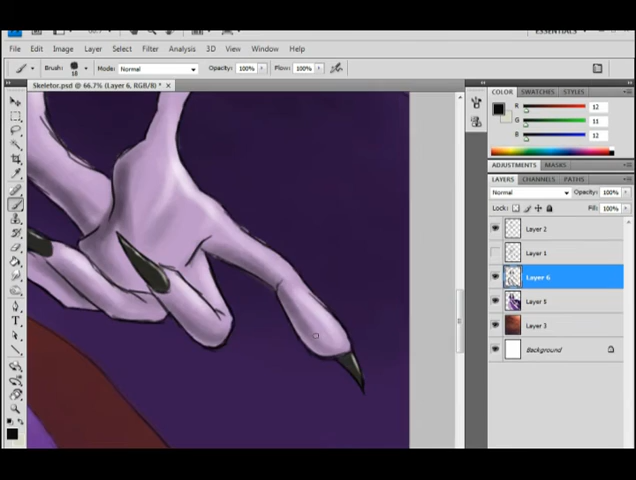 ESSENTIALS
File Edit Image Layer Select Filter Analysis 3D View Window Help
Brush: 18 Mode: Normal Opacity: 100% Flow: 100%
Skeletor.psd @ 66.7% (Layer 6, RGB/8) * ×
COLOR SWATCHES STYLES
R 12
G 11
B 12
ADJUSTMENTS MASKS
LAYERS CHANNELS PATHS
Normal Opacity: 100%
Lock: Fill: 100%
Layer 2
Layer 1
Layer 6
Layer 5
Layer 3
Background